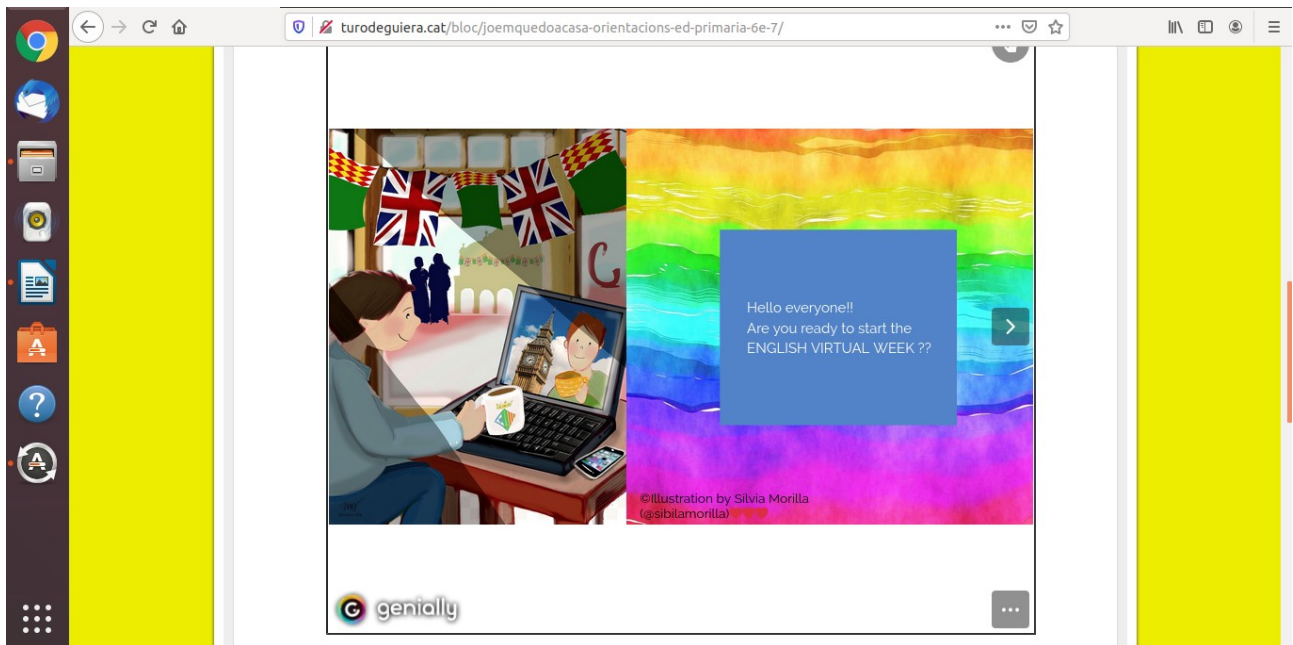 turodeguiera.cat/bloc/joemquedoacasa-orientacions-ed-primaria-6e-7/
Hello everyone!!
Are you ready to start the
ENGLISH VIRTUAL WEEK ??
©Illustration by Silvia Morilla
(@sibilamorilla)
genially